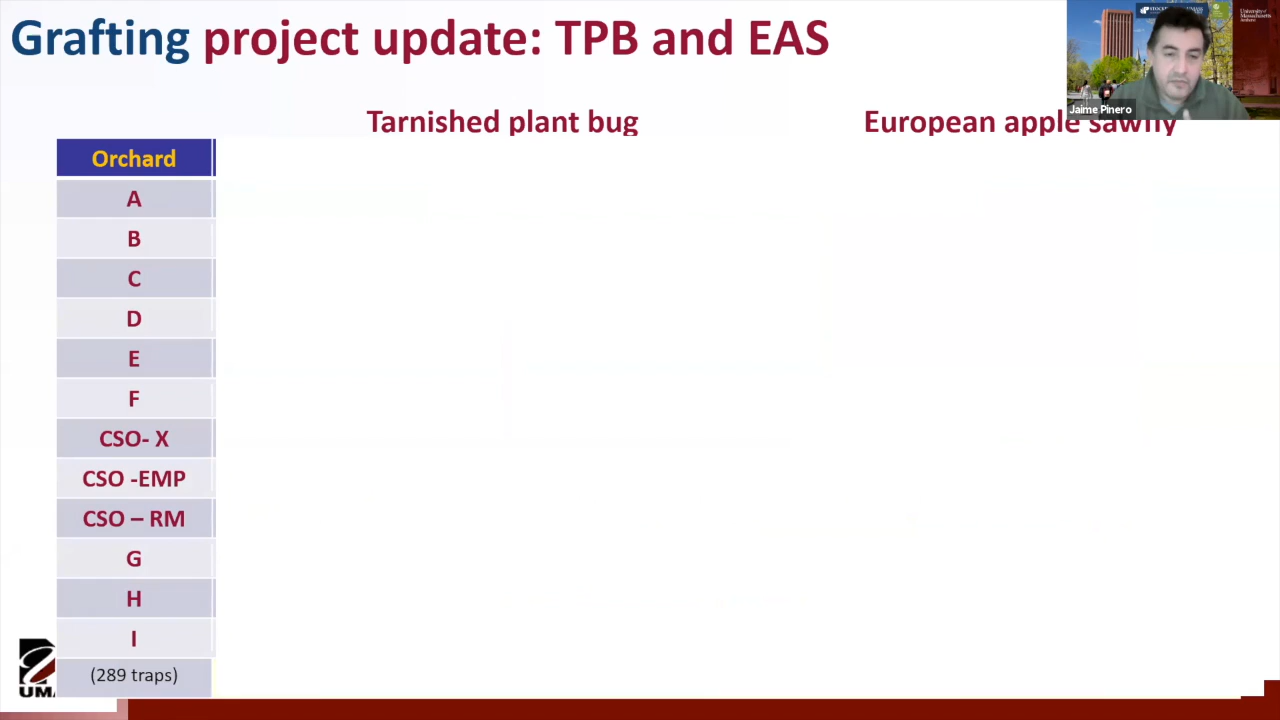 Grafting project update: TPB and EAS
Jaime Pinero
Tarnished plant bug
European apple sawfly
Orchard
A
B
C
D
E
F
CSO- X
CSO -EMP
CSO – RM
G
H
I
(289 traps)
UM